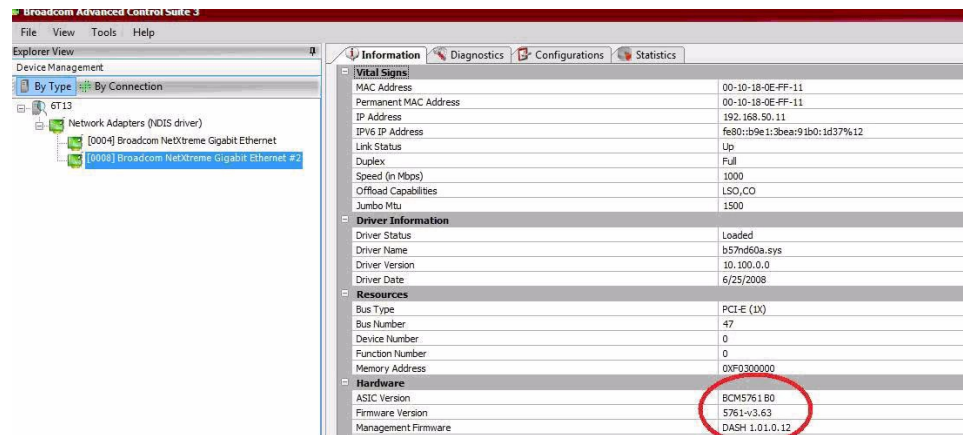 Broadcom Advanced Control Suite 3
File View Tools Help
Explorer View
Device Management
By Type By Connection
6T13
Network Adapters (NDIS driver)
[0004] Broadcom NetXtreme Gigabit Ethernet
[0008] Broadcom NetXtreme Gigabit Ethernet #2
Information Diagnostics Configurations Statistics
Vital Signs
MAC Address 00-10-18-0E-FF-11
Permanent MAC Address 00-10-18-0E-FF-11
IP Address 192.168.50.11
IPV6 IP Address fe80::b9e1:3bea:91b0:1d37%12
Link Status Up
Duplex Full
Speed (in Mbps) 1000
Offload Capabilities LSO,CO
Jumbo Mtu 1500
Driver Information
Driver Status Loaded
Driver Name b57nd60a.sys
Driver Version 10.100.0.0
Driver Date 6/25/2008
Resources
Bus Type PCI-E (1X)
Bus Number 47
Device Number 0
Function Number 0
Memory Address 0XF0300000
Hardware
ASIC Version BCM5761 B0
Firmware Version 5761-v3.63
Management Firmware DASH 1.01.0.12